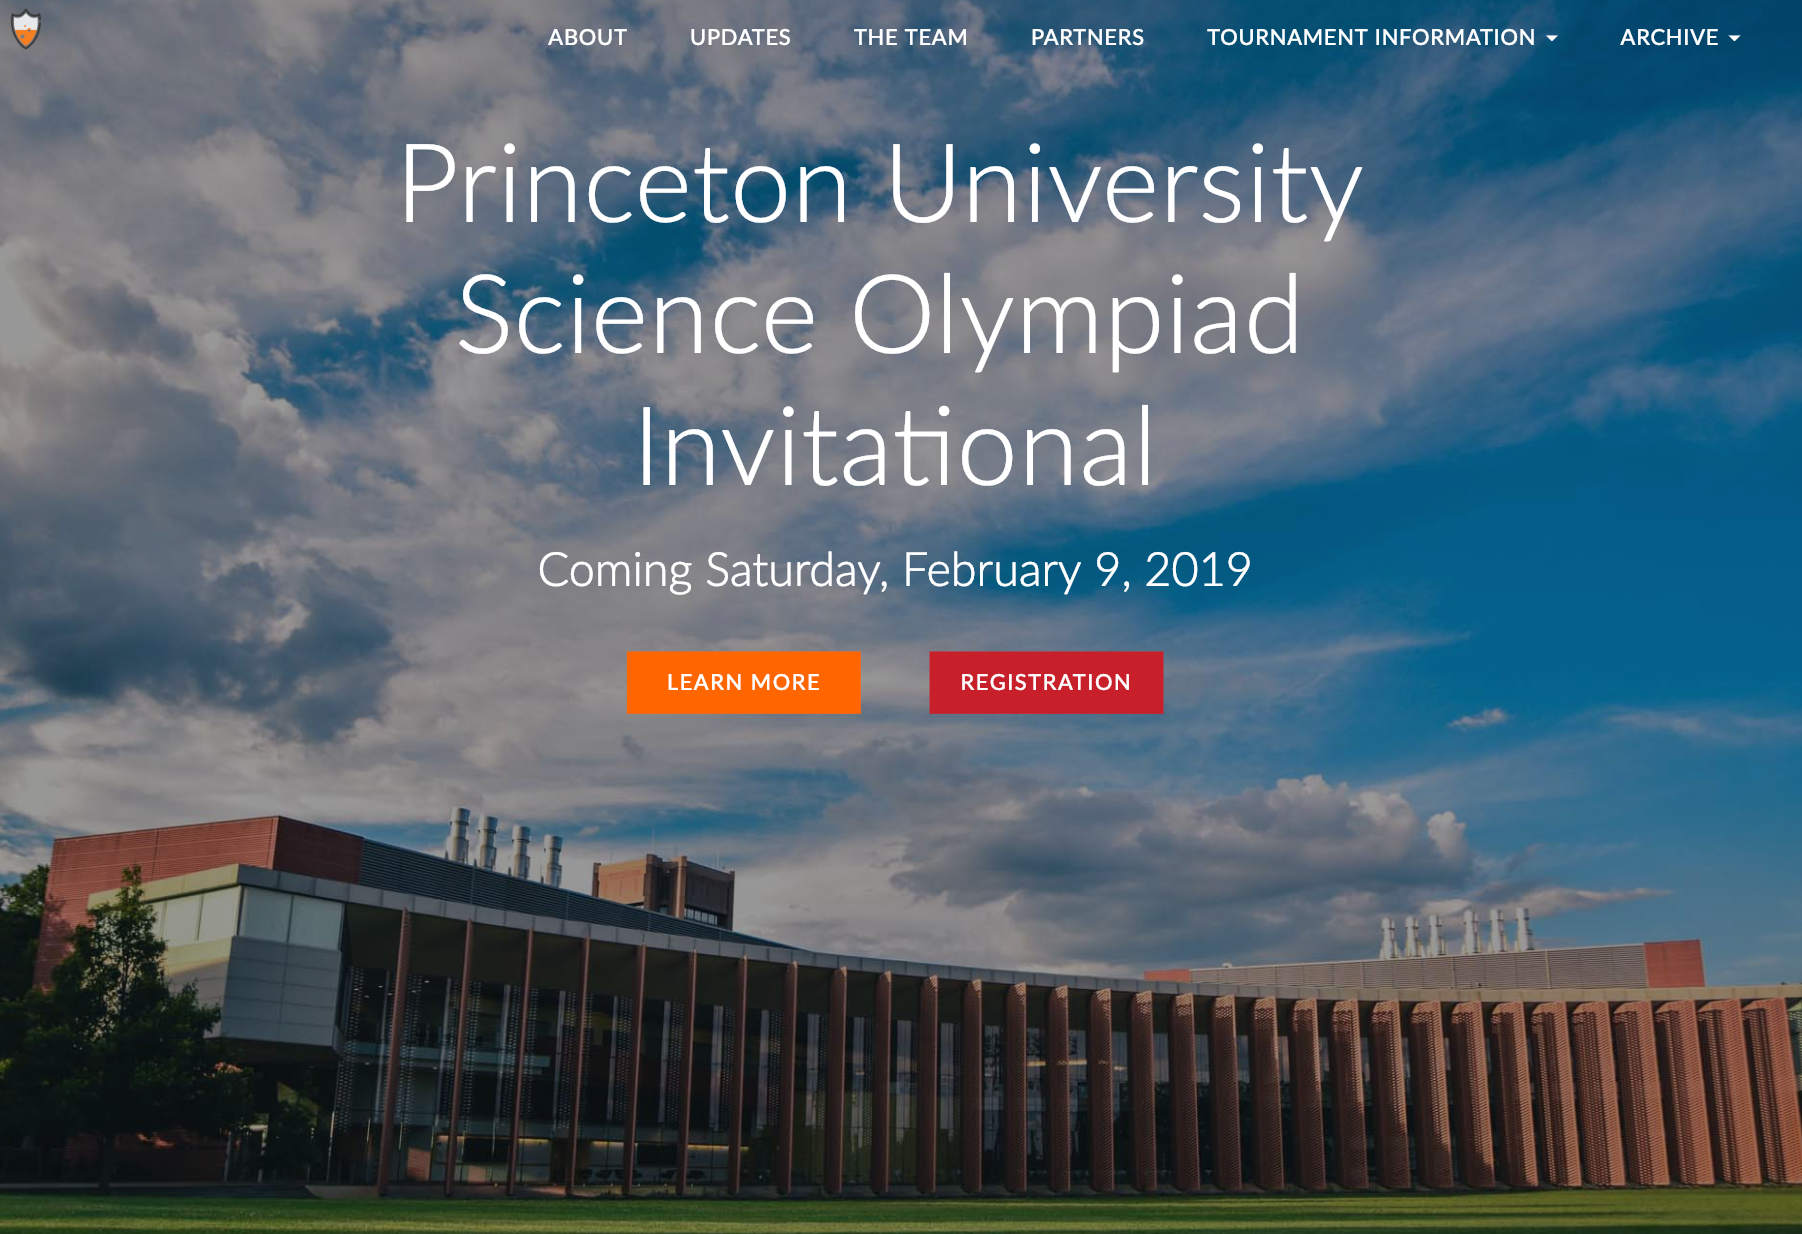 ABOUT UPDATES THE TEAM PARTNERS TOURNAMENT INFORMATION ARCHIVE
Princeton University
Science Olympiad
Invitational
Coming Saturday, February 9, 2019
LEARN MORE REGISTRATION